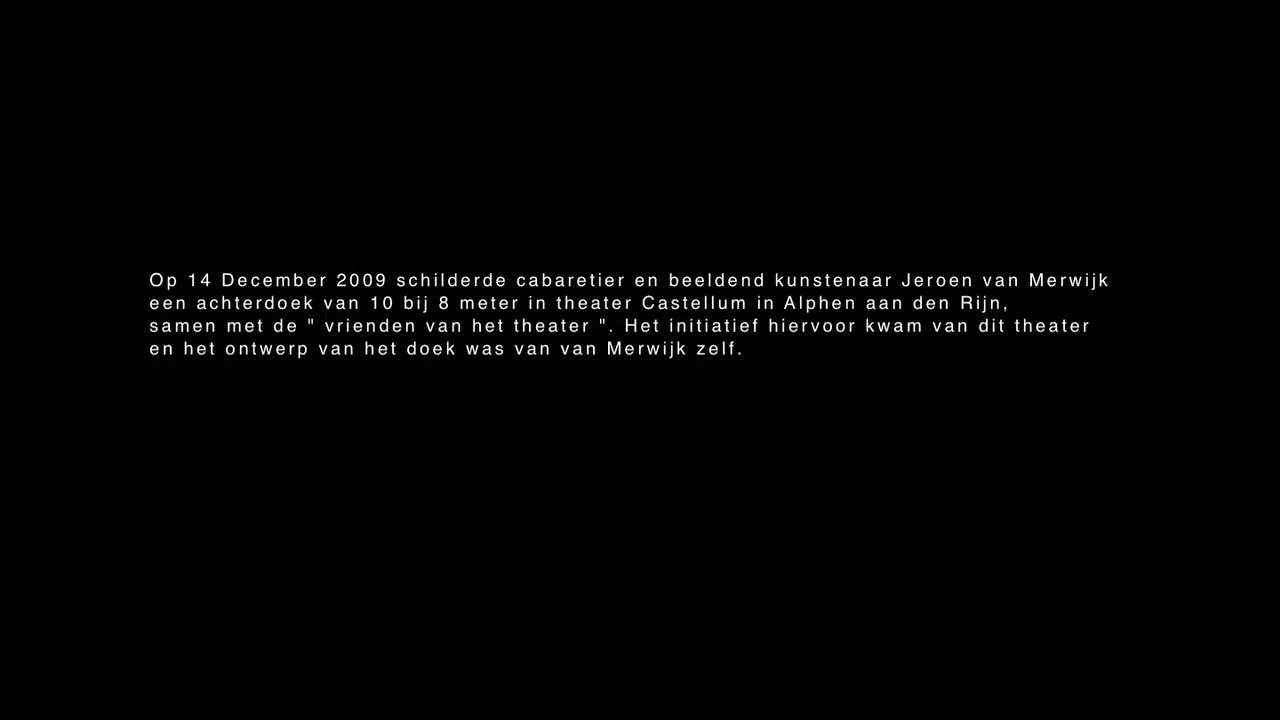 Op 14 December 2009 schilderde cabaretier en beeldend kunstenaar Jeroen van Merwijk
een achterdoek van 10 bij 8 meter in theater Castellum in Alphen aan den Rijn,
samen met de " vrienden van het theater ". Het initiatief hiervoor kwam van dit theater
en het ontwerp van het doek was van van Merwijk zelf.